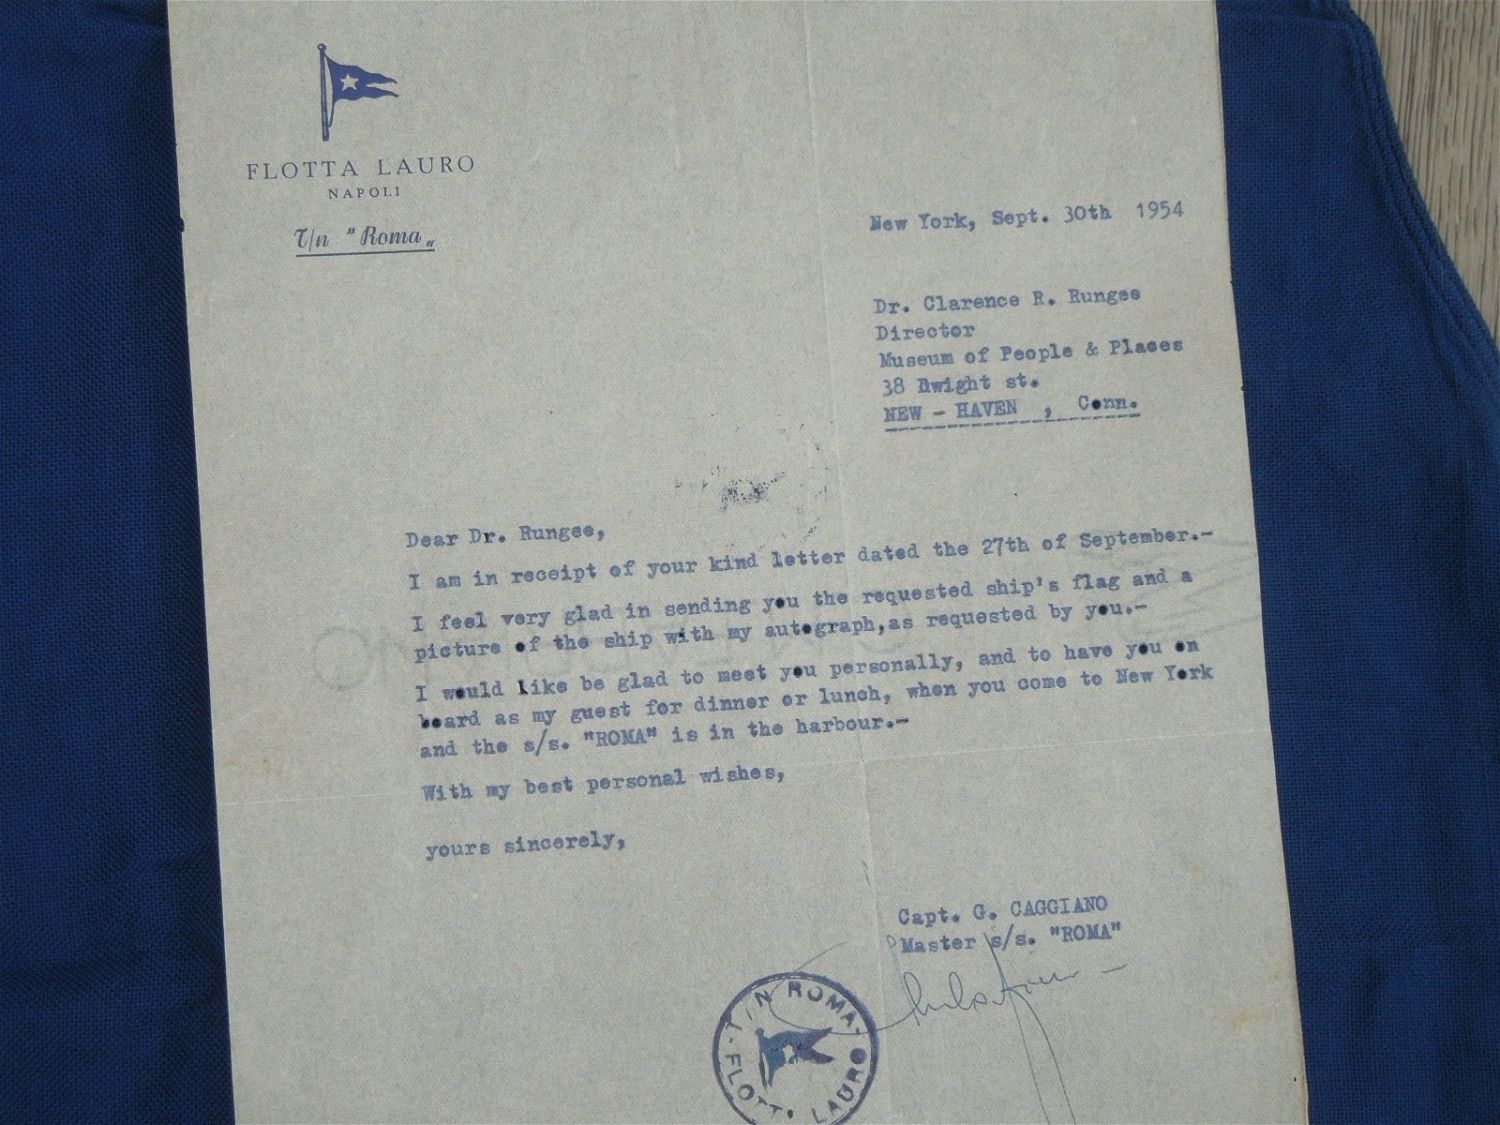 FLOTTA LAURO
NAPOLI
T/n "Roma„
New York, Sept. 30th 1954
Dr. Clarence R. Rungee
Director
Museum of People & Places
38 Dwight st.
NEW - HAVEN , Conn.
Dear Dr. Rungee,
I am in receipt of your kind letter dated the 27th of September.-
I feel very glad in sending you the requested ship's flag and a
picture of the ship with my autograph,as requested by you.-
I would like be glad to meet you personally, and to have you on
board as my guest for dinner or lunch, when you come to New York
and the s/s. "ROMA" is in the harbour.-
With my best personal wishes,
yours sincerely,
Capt. G. CAGGIANO
Master s/s. "ROMA"
T/N ROMA
FLOTTA LAURO